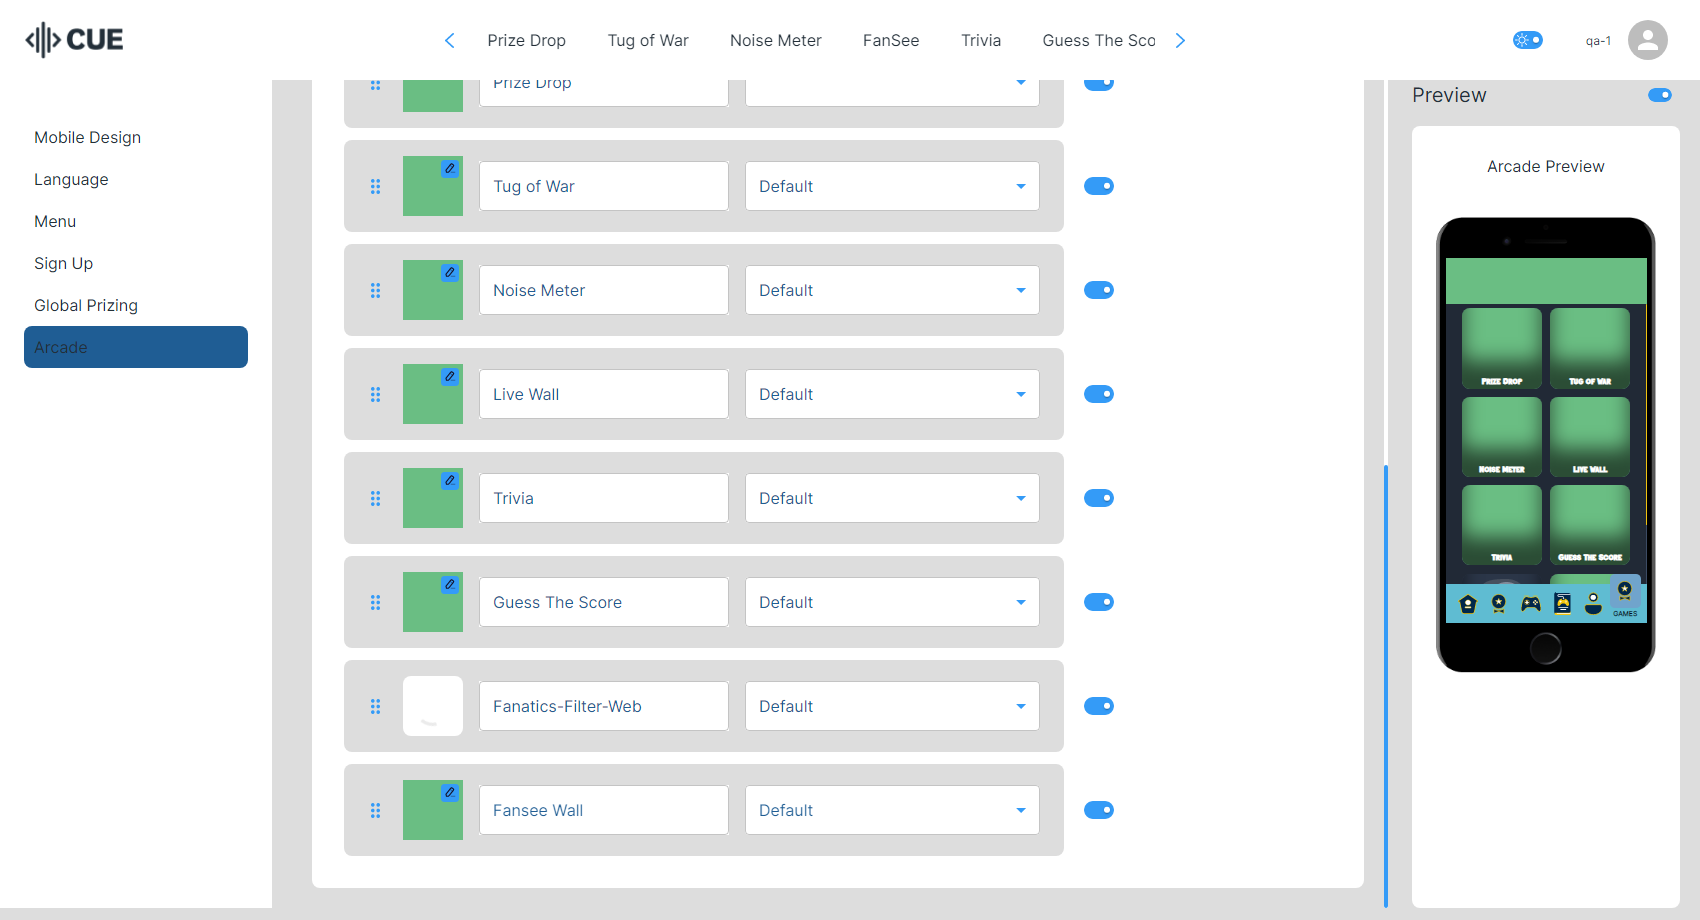 CUE
Prize Drop
Tug of War
Noise Meter
FanSee
Trivia
Guess The Sco
qa-1
Mobile Design
Language
Menu
Sign Up
Global Prizing
Arcade
Prize Drop
Tug of War
Default
Noise Meter
Default
Live Wall
Default
Trivia
Default
Guess The Score
Default
Fanatics-Filter-Web
Default
Fansee Wall
Default
Preview
Arcade Preview
Prize Drop
Tug of War
Noise Meter
Live Wall
Trivia
Guess The Score
GAMES